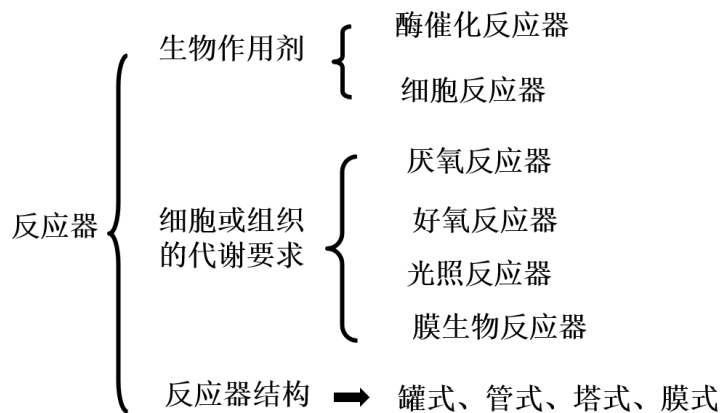 反应器
生物作用剂
酶催化反应器
细胞反应器
细胞或组织
的代谢要求
厌氧反应器
好氧反应器
光照反应器
膜生物反应器
反应器结构
罐式、管式、塔式、膜式